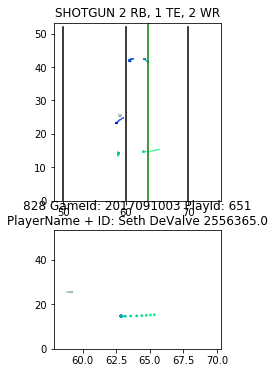 SHOTGUN 2 RB, 1 TE, 2 WR
50
40
30
20
10
0
50 60 70
828 GameId: 2017091003 PlayId: 651
PlayerName + ID: Seth DeValve 2556365.0
40
20
0
60.0 62.5 65.0 67.5 70.0